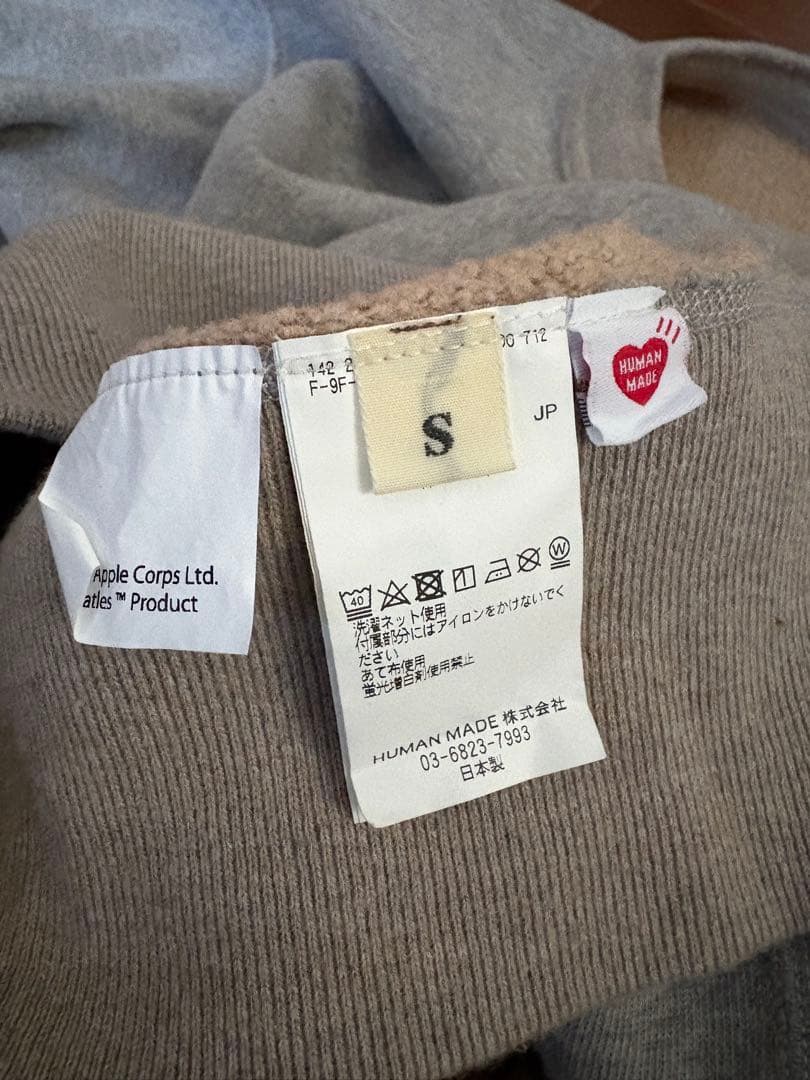 Apple Corps Ltd.
™ Product
142 2
00 712
F-9F-
S
JP
HUMAN
MADE
40
W
洗濯ネット使用
付属部分にはアイロンをかけないでく
ださい
あて布使用
蛍光増白剤使用禁止
HUMAN MADE 株式会社
03-6823-7993
日本製